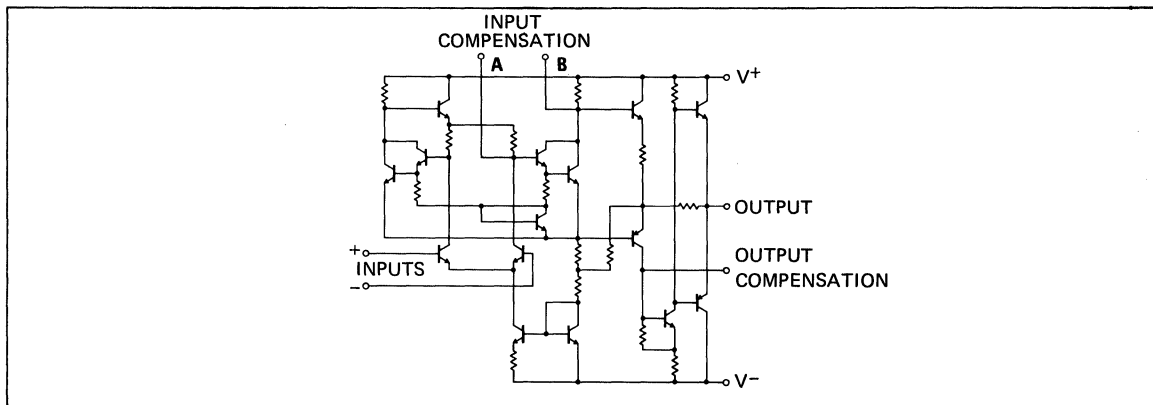 INPUT
COMPENSATION
A B
V+
OUTPUT
+
INPUTS
OUTPUT
COMPENSATION
−
V−